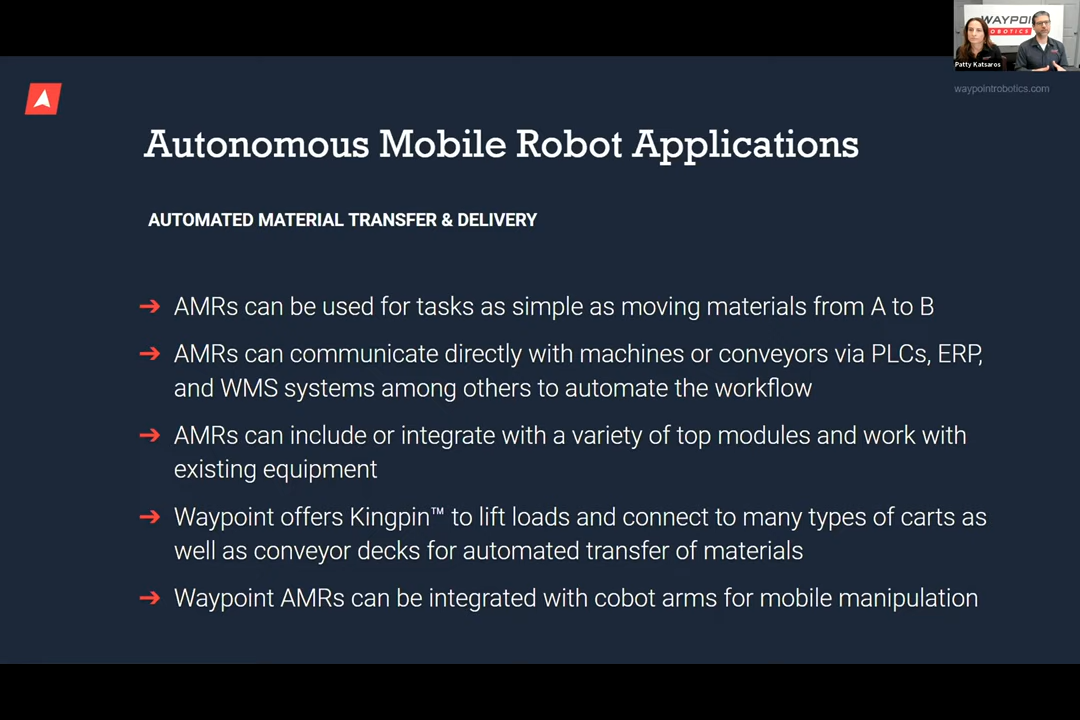 WAYPOI
ROBOTICS
Patty Katsaros
waypointrobotics.com
Autonomous Mobile Robot Applications
AUTOMATED MATERIAL TRANSFER & DELIVERY
➔ AMRs can be used for tasks as simple as moving materials from A to B
➔ AMRs can communicate directly with machines or conveyors via PLCs, ERP,
and WMS systems among others to automate the workflow
➔ AMRs can include or integrate with a variety of top modules and work with
existing equipment
➔ Waypoint offers Kingpin™ to lift loads and connect to many types of carts as
well as conveyor decks for automated transfer of materials
➔ Waypoint AMRs can be integrated with cobot arms for mobile manipulation